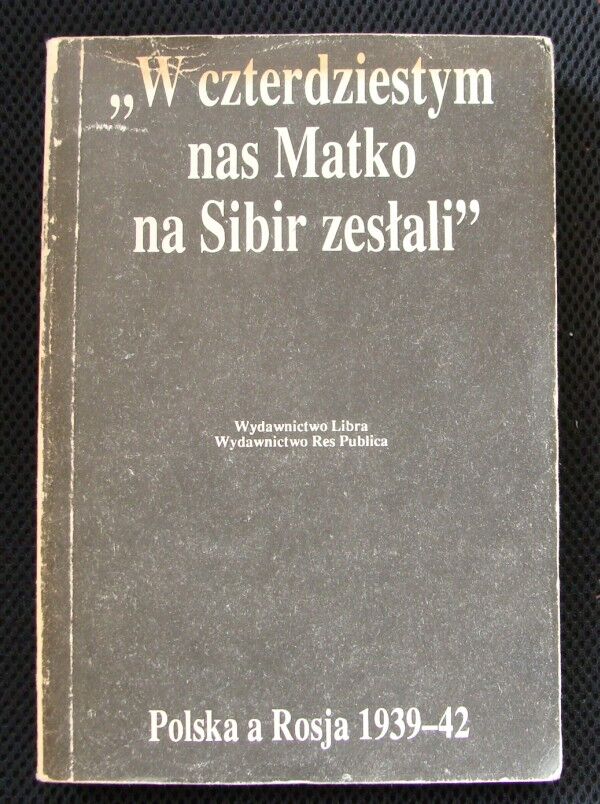 „W czterdziestym
nas Matko
na Sibir zesłali”
Wydawnictwo Libra
Wydawnictwo Res Publica
Polska a Rosja 1939–42